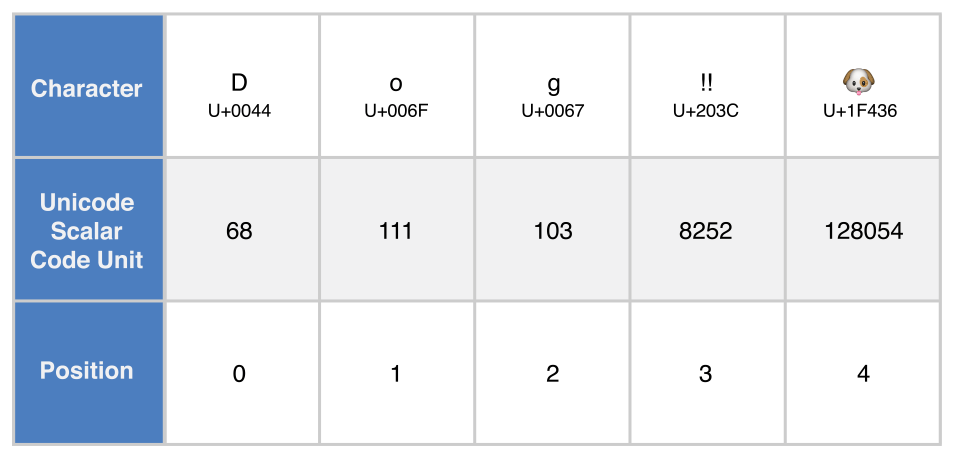 Character D o g ‼ 🐶
U+0044 U+006F U+0067 U+203C U+1F436
Unicode
Scalar
Code Unit 68 111 103 8252 128054
Position 0 1 2 3 4